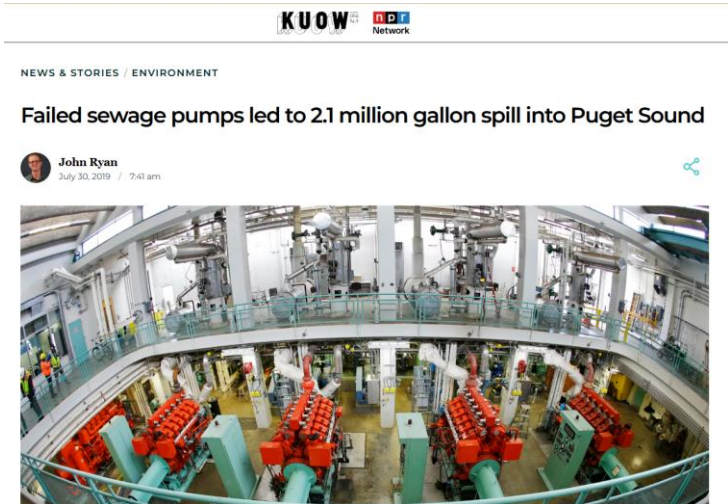 KUOW
npr
Network
NEWS & STORIES / ENVIRONMENT
Failed sewage pumps led to 2.1 million gallon spill into Puget Sound
John Ryan
July 30, 2019 / 7:41 am